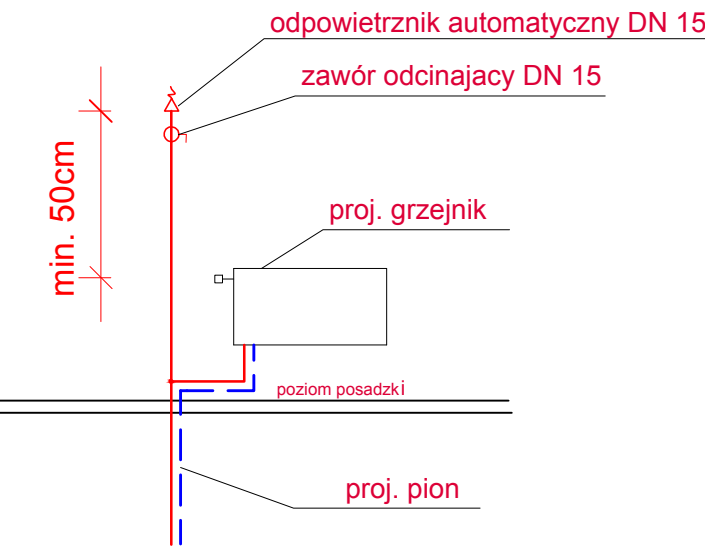 odpowietrznik automatyczny DN 15
zawór odcinajacy DN 15
min. 50cm
proj. grzejnik
poziom posadzki
proj. pion